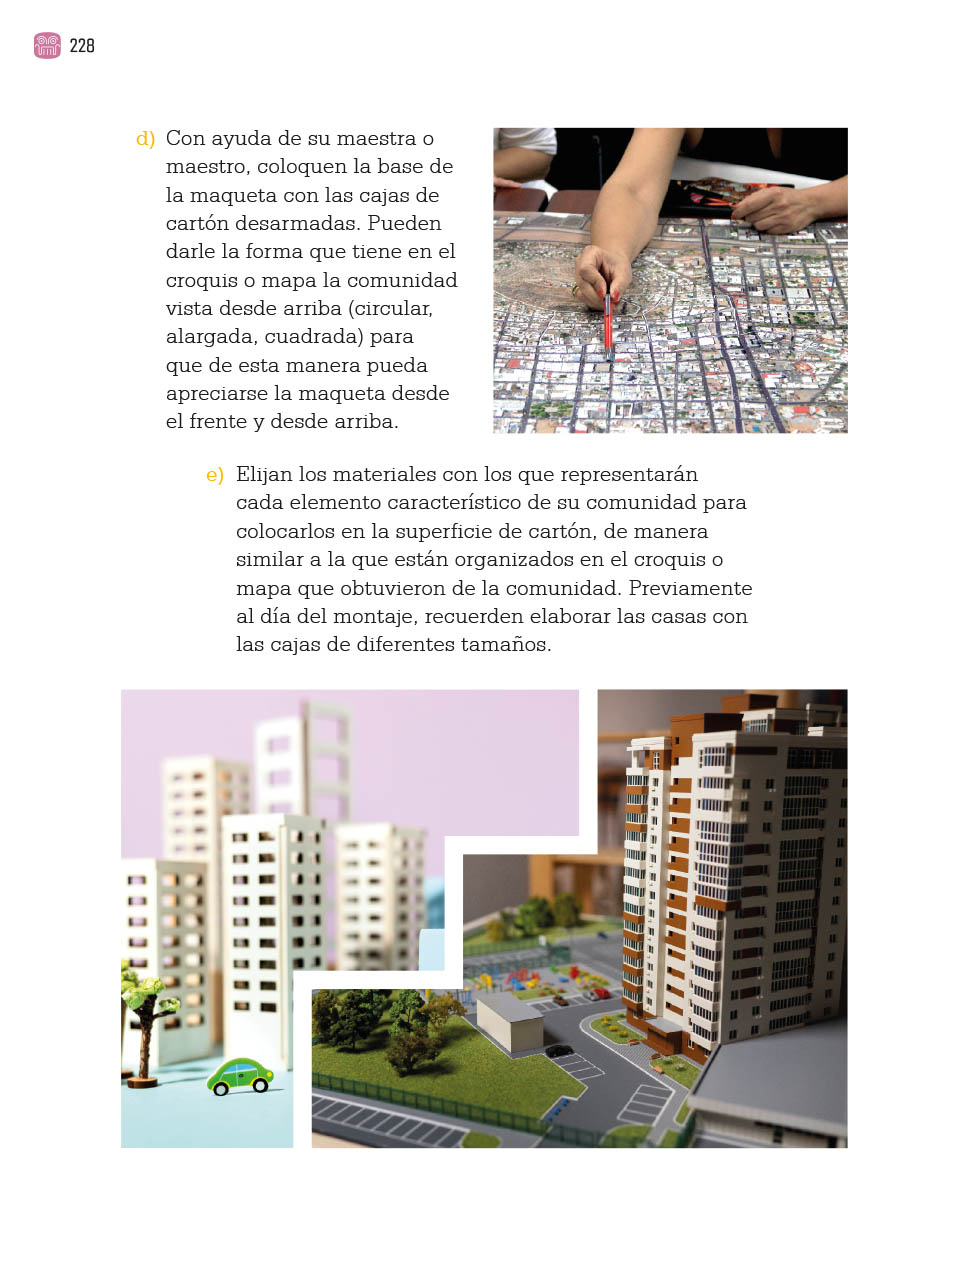 228
d) Con ayuda de su maestra o
maestro, coloquen la base de
la maqueta con las cajas de
cartón desarmadas. Pueden
darle la forma que tiene en el
croquis o mapa la comunidad
vista desde arriba (circular,
alargada, cuadrada) para
que de esta manera pueda
apreciarse la maqueta desde
el frente y desde arriba.
e) Elijan los materiales con los que representarán
cada elemento característico de su comunidad para
colocarlos en la superficie de cartón, de manera
similar a la que están organizados en el croquis o
mapa que obtuvieron de la comunidad. Previamente
al día del montaje, recuerden elaborar las casas con
las cajas de diferentes tamaños.